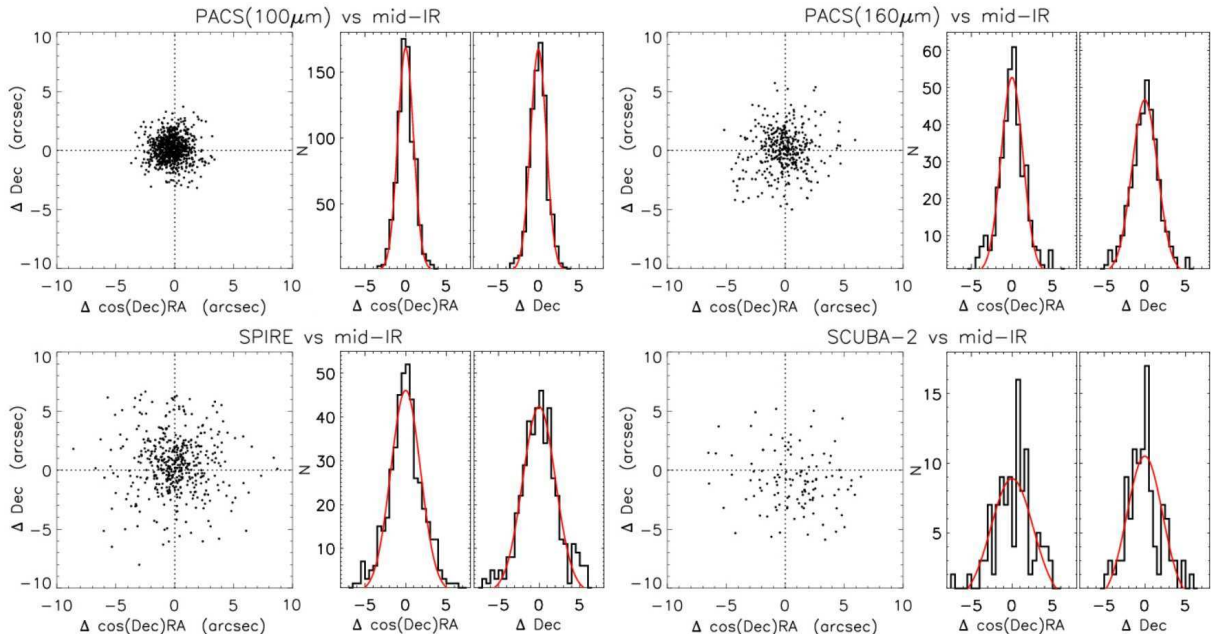 PACS(100μm) vs mid-IR
10
5
0
−5
−10
Δ Dec (arcsec)
−10 −5 0 5 10
Δ cos(Dec)RA (arcsec)
150
100
50
−5 0 5
Δ cos(Dec)RA
−5 0 5
Δ Dec
N
PACS(160μm) vs mid-IR
10
5
0
−5
−10
Δ Dec (arcsec)
−10 −5 0 5 10
Δ cos(Dec)RA (arcsec)
60
50
40
30
20
10
−5 0 5
Δ cos(Dec)RA
−5 0 5
Δ Dec
N
SPIRE vs mid-IR
10
5
0
−5
−10
Δ Dec (arcsec)
−10 −5 0 5 10
Δ cos(Dec)RA (arcsec)
50
40
30
20
10
−5 0 5
Δ cos(Dec)RA
−5 0 5
Δ Dec
N
SCUBA−2 vs mid−IR
10
5
0
−5
−10
Δ Dec (arcsec)
−10 −5 0 5 10
Δ cos(Dec)RA (arcsec)
15
10
5
−5 0 5
Δ cos(Dec)RA
−5 0 5
Δ Dec
N